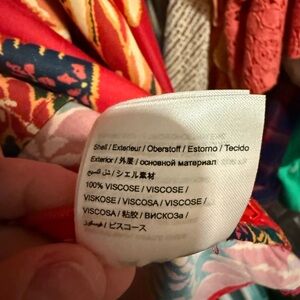 Shell / Exterieur / Oberstoff / Estorno / Tecido
Exterior / 外層 / основной материал
/ シェル素材
100% VISCOSE / VISCOSE /
VISKOSE / VISCOSA / VISCOSE /
VISCOSA / 粘胶 / ВИСКОЗа /
ビスコース / فيسكوز